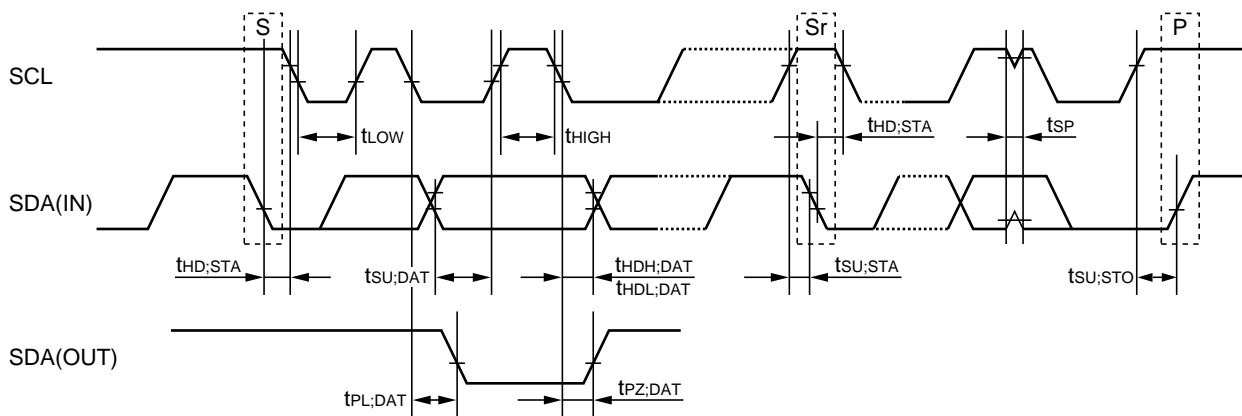 S
Sr
P
SCL
tLOW
tHIGH
tHD;STA
tSP
SDA(IN)
tHD;STA
tSU;DAT
tHDH;DAT
tHDL;DAT
tSU;STA
tSU;STO
SDA(OUT)
tPL;DAT
tPZ;DAT